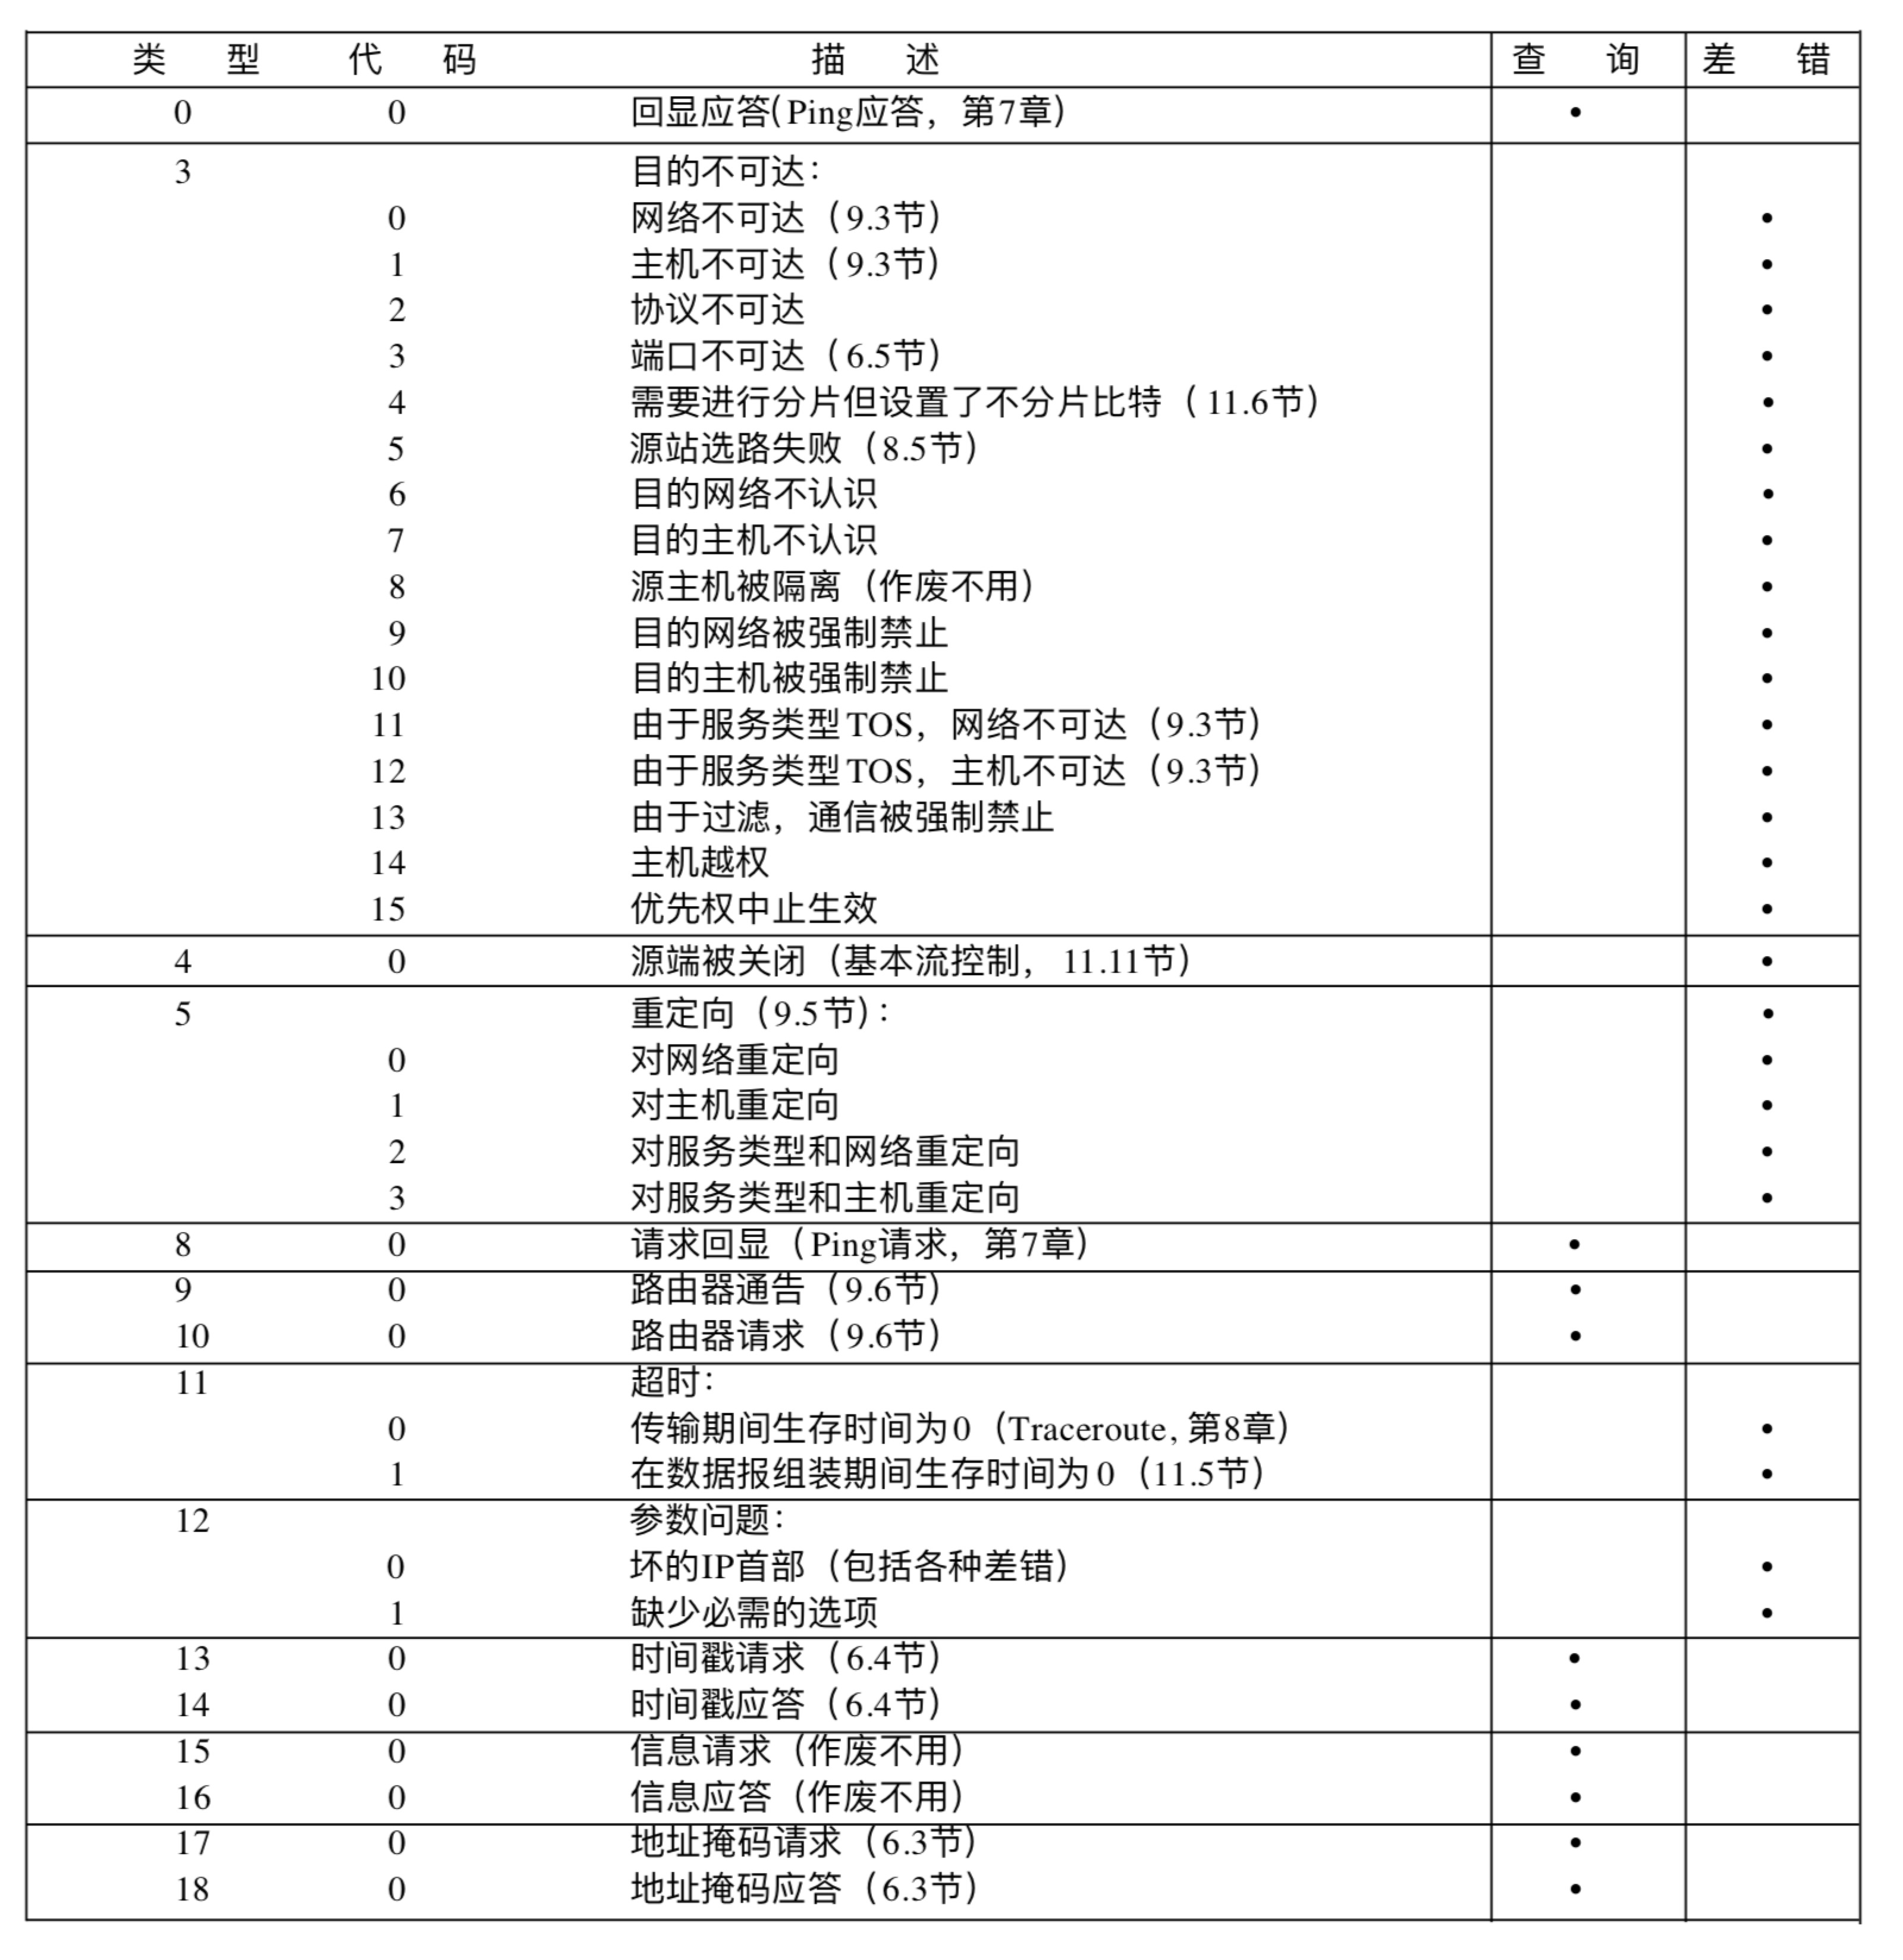 类 型 代 码 描 述 查 询 差 错
0 0 回显应答(Ping应答，第7章) •
3 目的不可达：
0 网络不可达（9.3节） •
1 主机不可达（9.3节） •
2 协议不可达 •
3 端口不可达（6.5节） •
4 需要进行分片但设置了不分片比特（11.6节） •
5 源站选路失败（8.5节） •
6 目的网络不认识 •
7 目的主机不认识 •
8 源主机被隔离（作废不用） •
9 目的网络被强制禁止 •
10 目的主机被强制禁止 •
11 由于服务类型TOS，网络不可达（9.3节） •
12 由于服务类型TOS，主机不可达（9.3节） •
13 由于过滤，通信被强制禁止 •
14 主机越权 •
15 优先权中止生效 •
4 0 源端被关闭（基本流控制，11.11节） •
5 重定向（9.5节）： •
0 对网络重定向 •
1 对主机重定向 •
2 对服务类型和网络重定向 •
3 对服务类型和主机重定向 •
8 0 请求回显（Ping请求，第7章） •
9 0 路由器通告（9.6节） •
10 0 路由器请求（9.6节） •
11 超时：
0 传输期间生存时间为0（Traceroute, 第8章） •
1 在数据报组装期间生存时间为0（11.5节） •
12 参数问题：
0 坏的IP首部（包括各种差错） •
1 缺少必需的选项 •
13 0 时间戳请求（6.4节） •
14 0 时间戳应答（6.4节） •
15 0 信息请求（作废不用） •
16 0 信息应答（作废不用） •
17 0 地址掩码请求（6.3节） •
18 0 地址掩码应答（6.3节） •